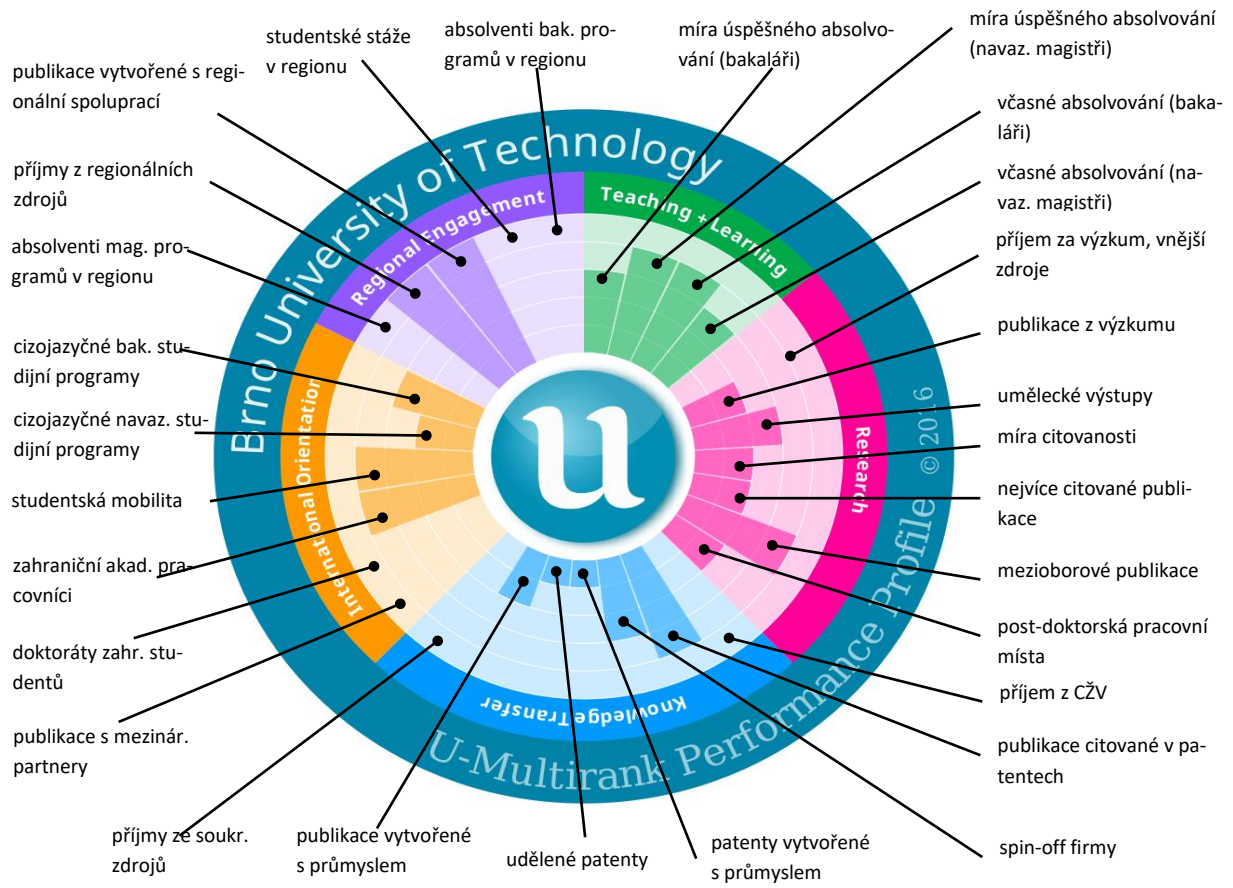 studentské stáže
v regionu
absolventi bak. pro-
gramů v regionu
míra úspěšného absolvo-
vání (bakaláři)
míra úspěšného absolvování
(navaz. magistři)
publikace vytvořené s regi-
onální spoluprací
včasné absolvování (baka-
láři)
příjmy z regionálních
zdrojů
včasné absolvování (na-
vaz. magistři)
absolventi mag. pro-
gramů v regionu
příjem za výzkum, vnější
zdroje
cizojazyčné bak. stu-
dijní programy
publikace z výzkumu
cizojazyčné navaz. stu-
dijní programy
umělecké výstupy
míra citovanosti
studentská mobilita
nejvíce citované publi-
kace
zahraniční akad. pra-
covníci
mezioborové publikace
doktoráty zahr. stu-
dentů
post-doktorská pracovní
místa
příjem z CŽV
publikace s mezinár.
partnery
publikace citované v pa-
tentech
příjmy ze soukr.
zdrojů
publikace vytvořené
s průmyslem
udělené patenty
patenty vytvořené
s průmyslem
spin-off firmy
Brno University of Technology
Regional Engagement
Teaching + Learning
Research
Knowledge Transfer
International Orientation
U-Multirank Performance Profile © 2016
u